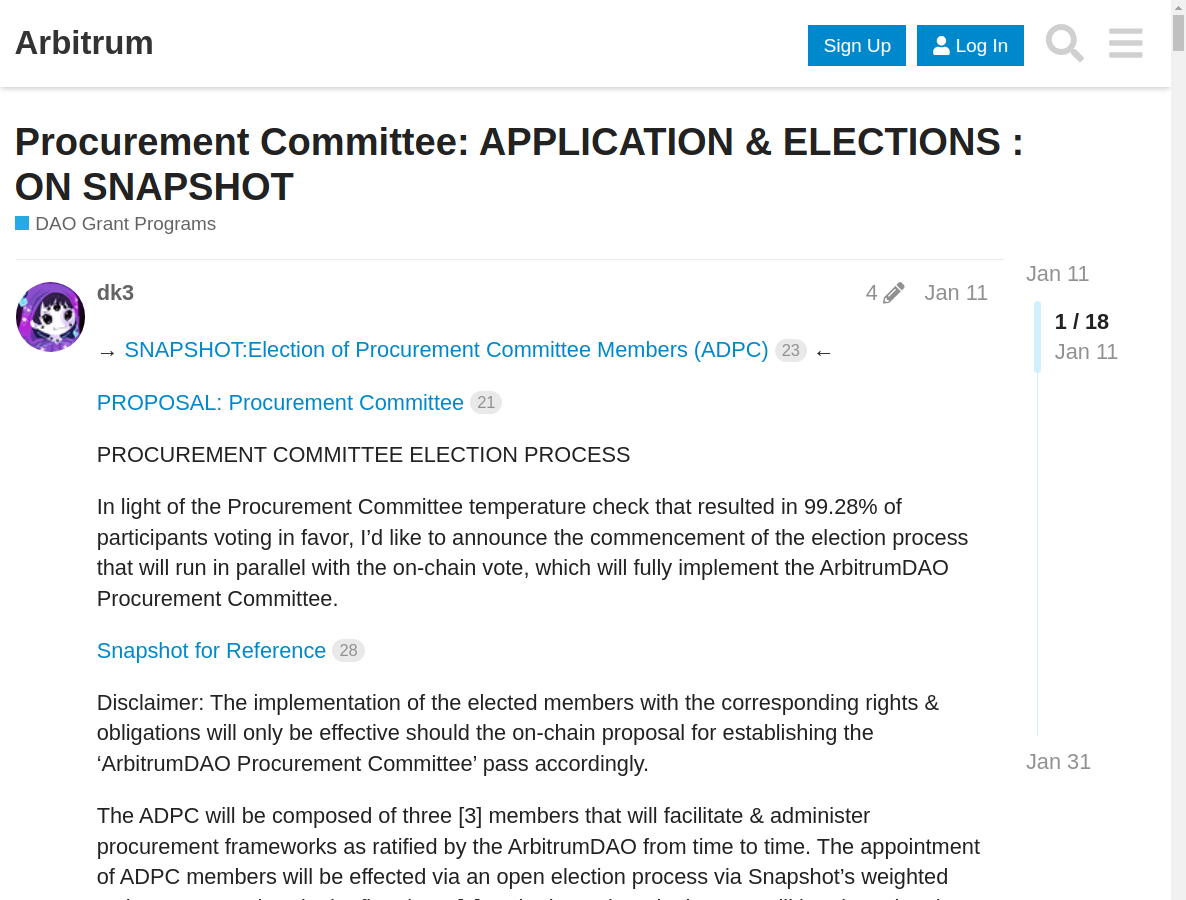 Arbitrum
Sign Up
Log In
Procurement Committee: APPLICATION & ELECTIONS :
ON SNAPSHOT
DAO Grant Programs
dk3
4
Jan 11
→ SNAPSHOT:Election of Procurement Committee Members (ADPC) 23 ←
PROPOSAL: Procurement Committee 21
PROCUREMENT COMMITTEE ELECTION PROCESS
In light of the Procurement Committee temperature check that resulted in 99.28% of
participants voting in favor, I’d like to announce the commencement of the election process
that will run in parallel with the on-chain vote, which will fully implement the ArbitrumDAO
Procurement Committee.
Snapshot for Reference 28
Disclaimer: The implementation of the elected members with the corresponding rights &
obligations will only be effective should the on-chain proposal for establishing the
‘ArbitrumDAO Procurement Committee’ pass accordingly.
The ADPC will be composed of three [3] members that will facilitate & administer
procurement frameworks as ratified by the ArbitrumDAO from time to time. The appointment
of ADPC members will be effected via an open election process via Snapshot’s weighted
Jan 11
1 / 18
Jan 11
Jan 31